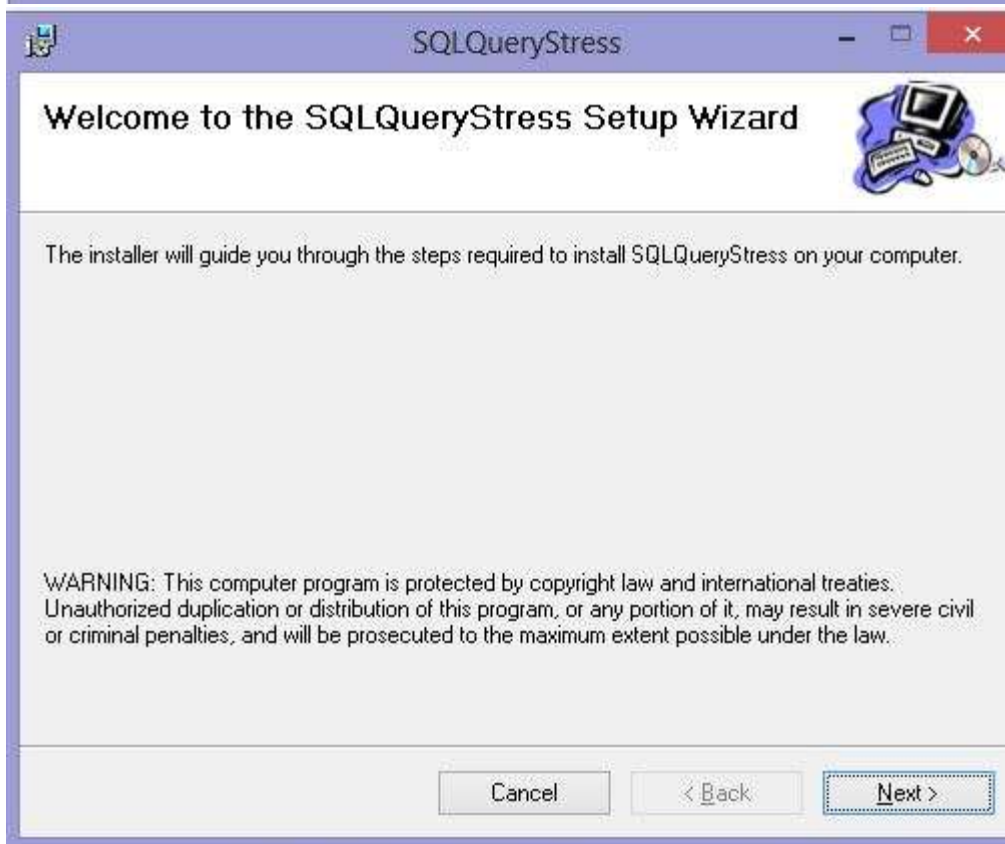 SQLQueryStress
Welcome to the SQLQueryStress Setup Wizard
The installer will guide you through the steps required to install SQLQueryStress on your computer.
WARNING: This computer program is protected by copyright law and international treaties.
Unauthorized duplication or distribution of this program, or any portion of it, may result in severe civil
or criminal penalties, and will be prosecuted to the maximum extent possible under the law.
Cancel
< Back
Next >